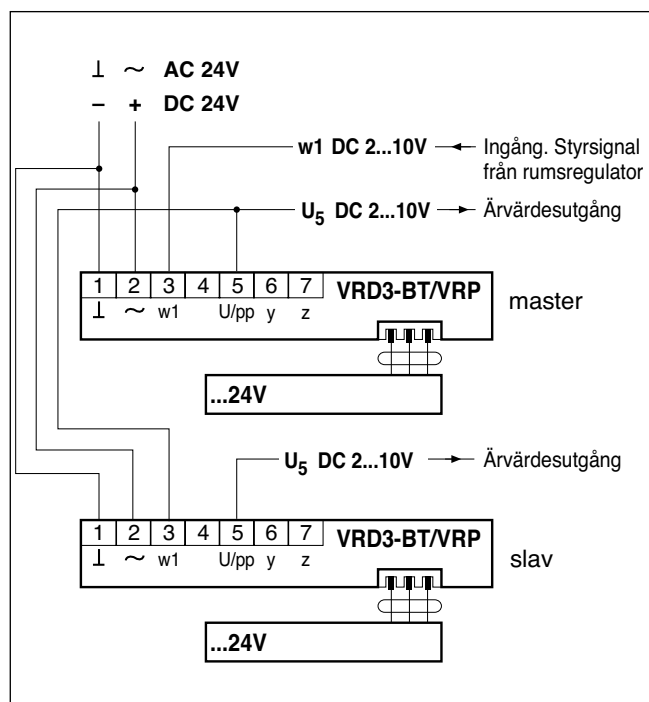 ⊥ ~ AC 24V
– + DC 24V
w1 DC 2...10V Ingång. Styrsignal
från rumsregulator
U5 DC 2...10V Ärvärdesutgång
1 2 3 4 5 6 7 VRD3-BT/VRP master
⊥ ~ w1 U/pp y z
...24V
U5 DC 2...10V Ärvärdesutgång
1 2 3 4 5 6 7 VRD3-BT/VRP slav
⊥ ~ w1 U/pp y z
...24V